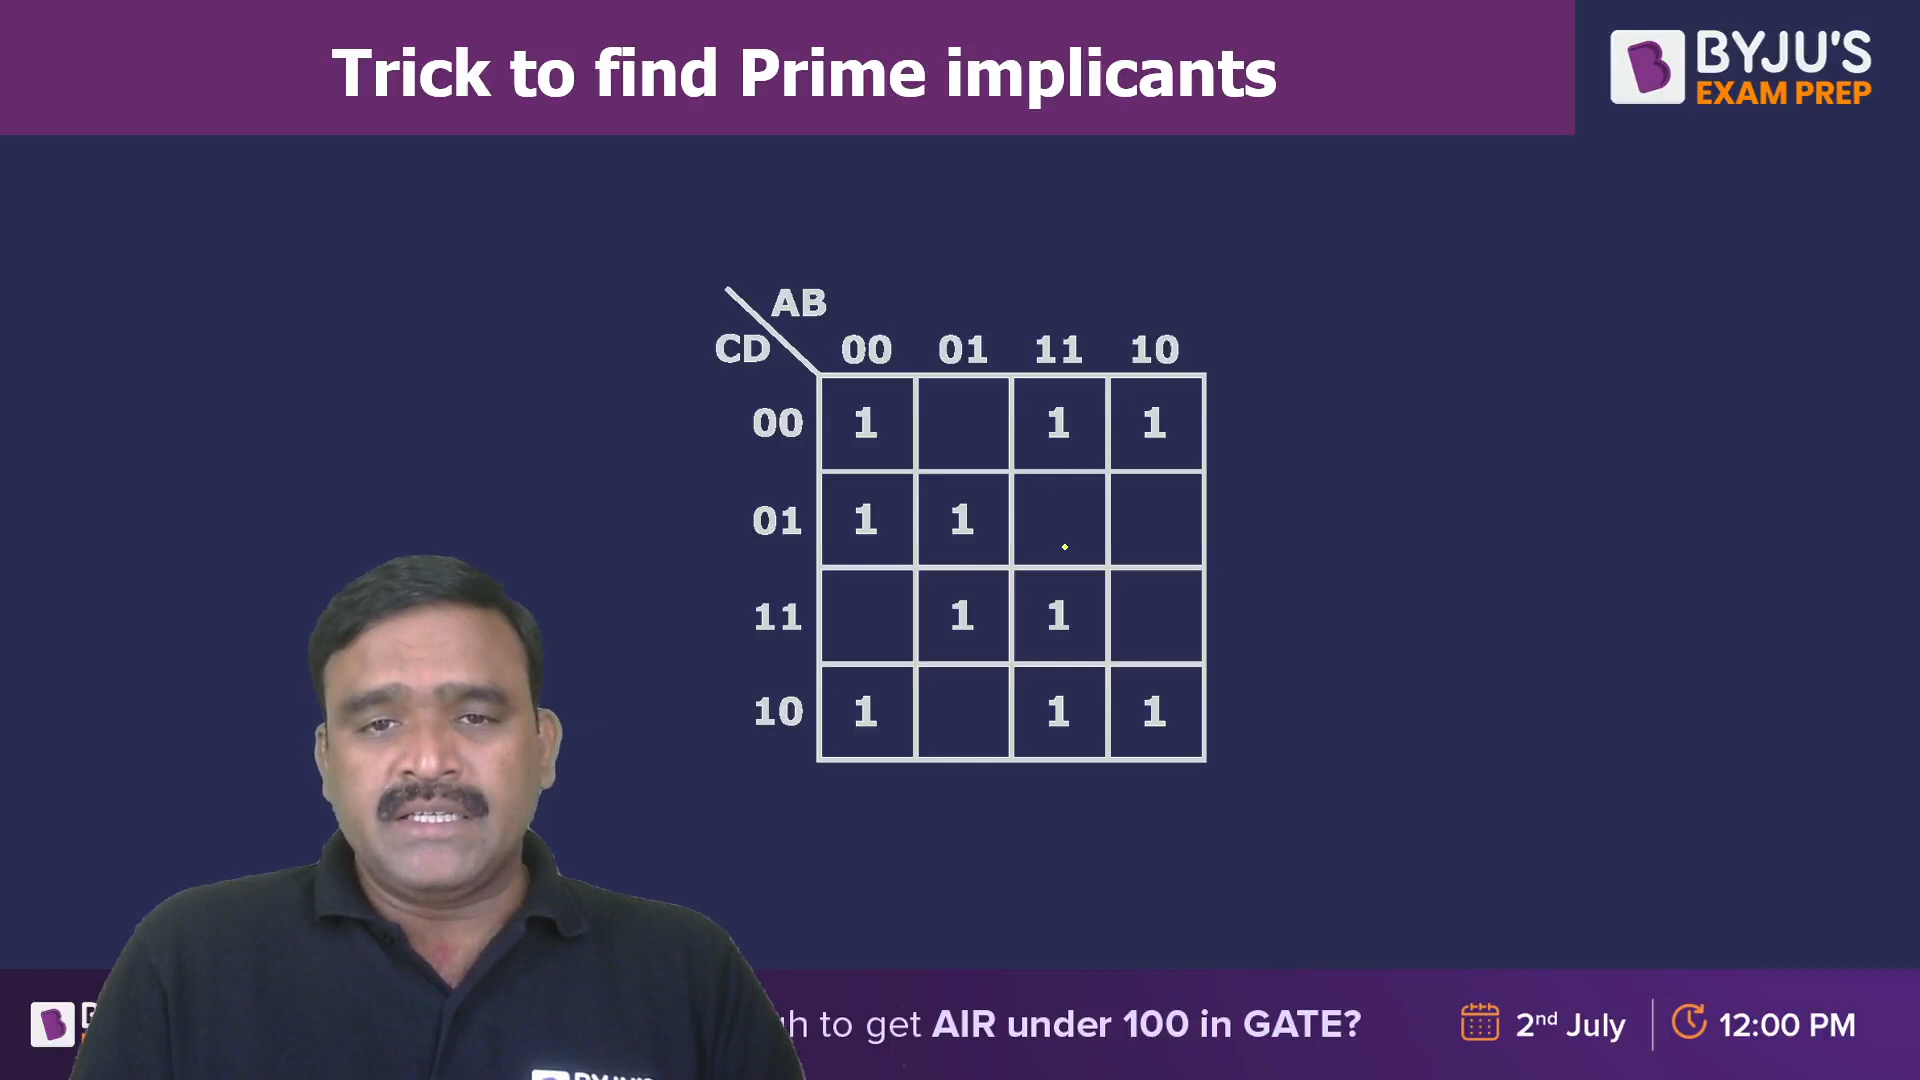 Trick to find Prime implicants
BYJU'S
EXAM PREP
AB
CD 00 01 11 10
00 1 1 1
01 1 1
11 1 1
10 1 1 1
to get AIR under 100 in GATE?
2nd July
12:00 PM